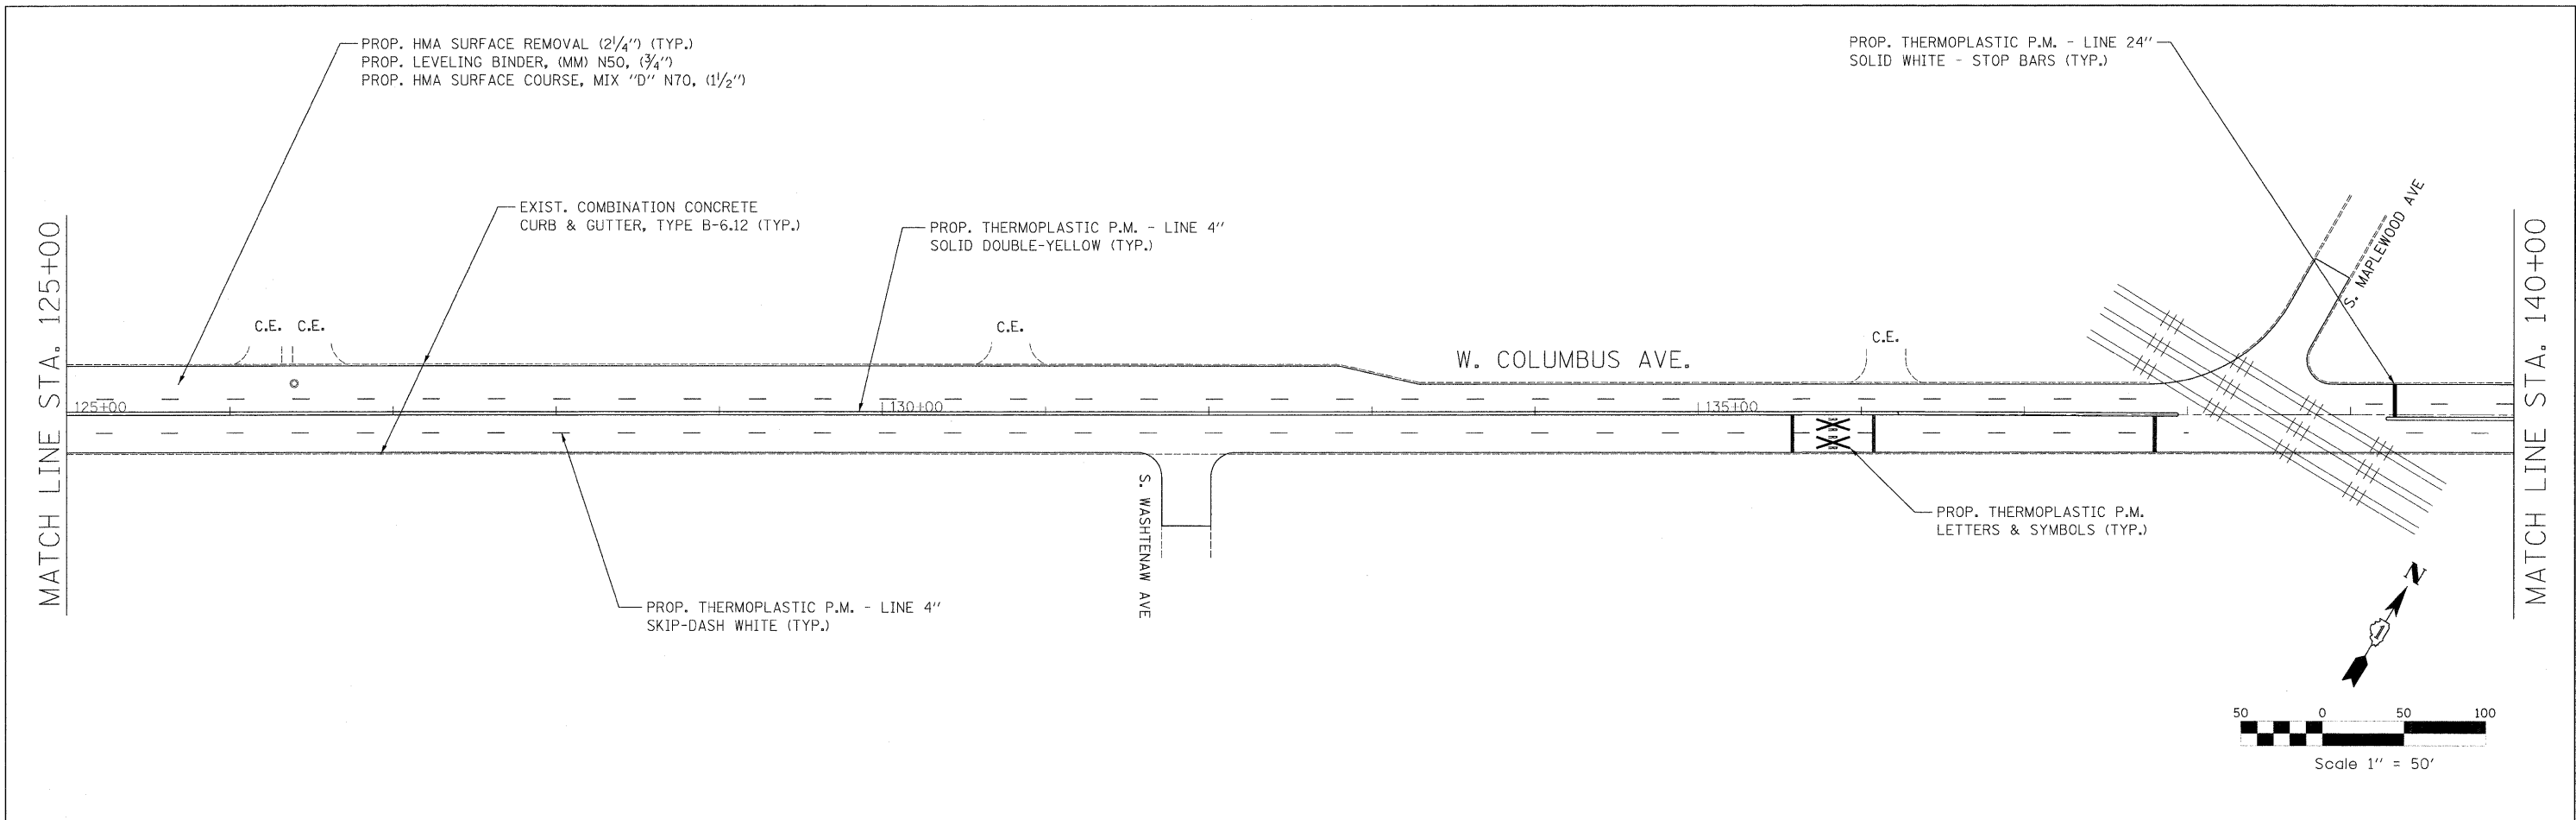 PROP. HMA SURFACE REMOVAL (2 1/4") (TYP.)
PROP. LEVELING BINDER, (MM) N50, (3/4")
PROP. HMA SURFACE COURSE, MIX "D" N70, (1 1/2")
PROP. THERMOPLASTIC P.M. - LINE 24"
SOLID WHITE - STOP BARS (TYP.)
EXIST. COMBINATION CONCRETE
CURB & GUTTER, TYPE B-6.12 (TYP.)
PROP. THERMOPLASTIC P.M. - LINE 4"
SOLID DOUBLE-YELLOW (TYP.)
MATCH LINE STA. 125+00
C.E. C.E.
C.E.
W. COLUMBUS AVE.
C.E.
S. MAPLEWOOD AVE
MATCH LINE STA. 140+00
125+00
130+00
135+00
S. WASHTENAW AVE
PROP. THERMOPLASTIC P.M.
LETTERS & SYMBOLS (TYP.)
PROP. THERMOPLASTIC P.M. - LINE 4"
SKIP-DASH WHITE (TYP.)
N
50 0 50 100
Scale 1" = 50'